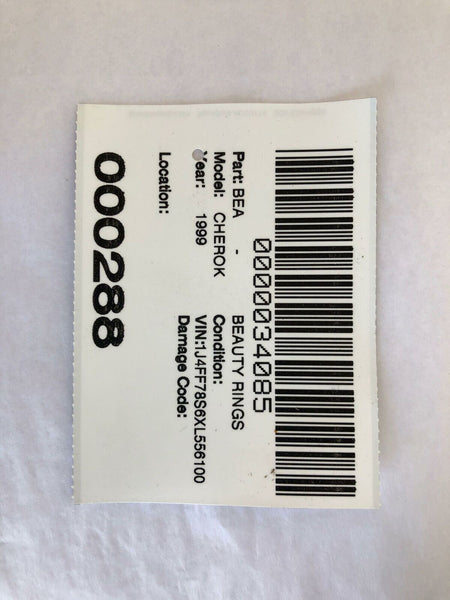 0000034085
Part: BEA - BEAUTY RINGS
Model: CHEROK Condition:
Year: 1999 VIN:1J4FF78S6XL556100
Damage Code:
Location:
000288